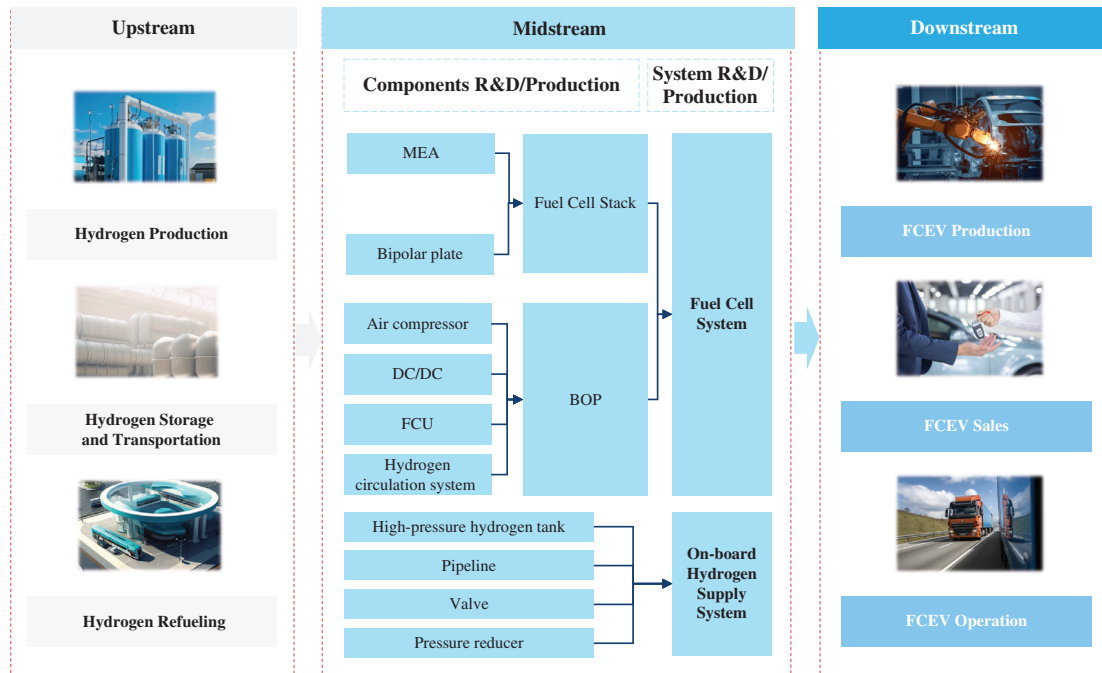 Upstream
Midstream
Downstream
Components R&D/Production
System R&D/
Production
Hydrogen Production
Hydrogen Storage
and Transportation
Hydrogen Refueling
MEA
Bipolar plate
Fuel Cell Stack
Air compressor
DC/DC
FCU
Hydrogen
circulation system
BOP
Fuel Cell
System
High-pressure hydrogen tank
Pipeline
Valve
Pressure reducer
On-board
Hydrogen
Supply
System
FCEV Production
FCEV Sales
FCEV Operation